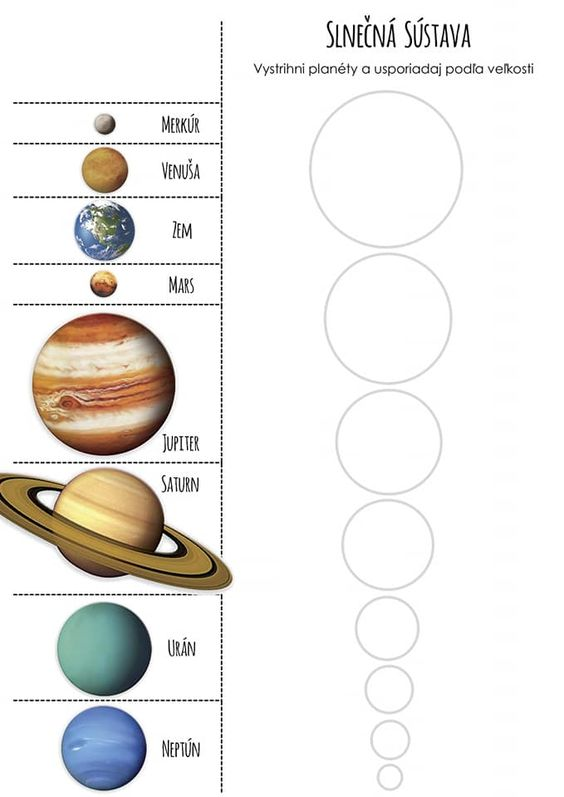 Slnečná Sústava
Vystrihni planéty a usporiadaj podľa veľkosti
Merkúr
Venuša
Zem
Mars
Jupiter
Saturn
Urán
Neptún